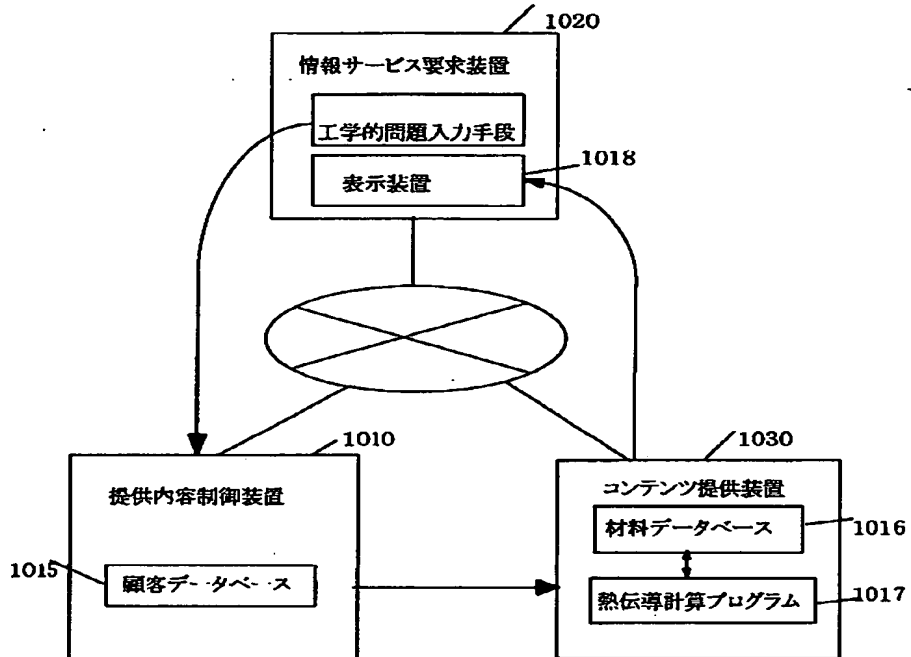 1020
情報サービス要求装置
工学的問題入力手段
1018
表示装置
1010
提供内容制御装置
1015
顧客データベース
1030
コンテンツ提供装置
材料データベース
1016
熱伝導計算プログラム
1017